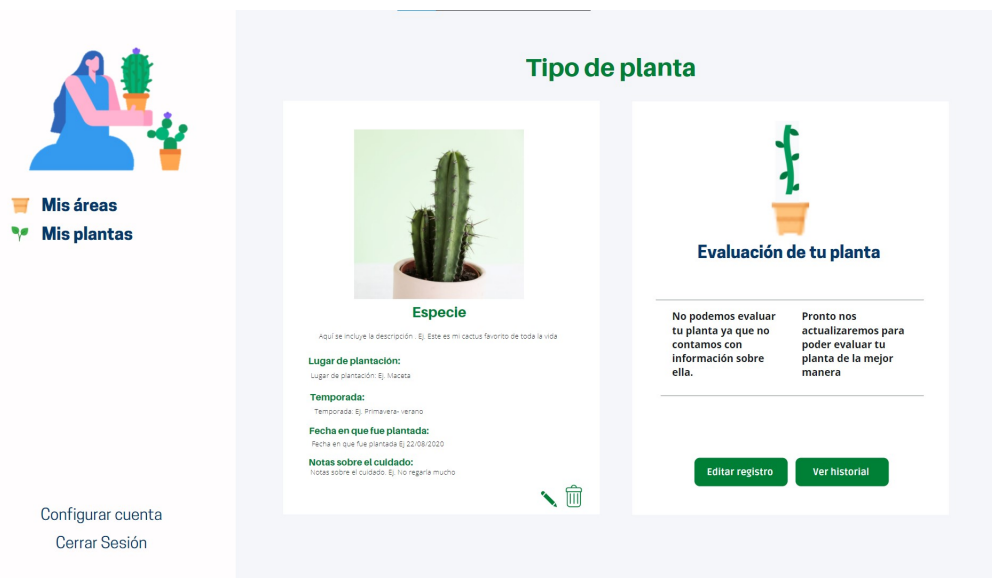 Mis áreas
Mis plantas
Configurar cuenta
Cerrar Sesión
Tipo de planta
Especie
Aquí se incluye la descripción . Ej. Este es mi cactus favorito de toda la vida
Lugar de plantación:
Lugar de plantación: Ej. Maceta
Temporada:
Temporada: Ej. Primavera- verano
Fecha en que fue plantada:
Fecha en que fue plantada Ej 22/08/2020
Notas sobre el cuidado:
Notas sobre el cuidado. Ej. No regarla mucho
Evaluación de tu planta
No podemos evaluar
tu planta ya que no
contamos con
información sobre
ella.
Pronto nos
actualizaremos para
poder evaluar tu
planta de la mejor
manera
Editar registro
Ver historial